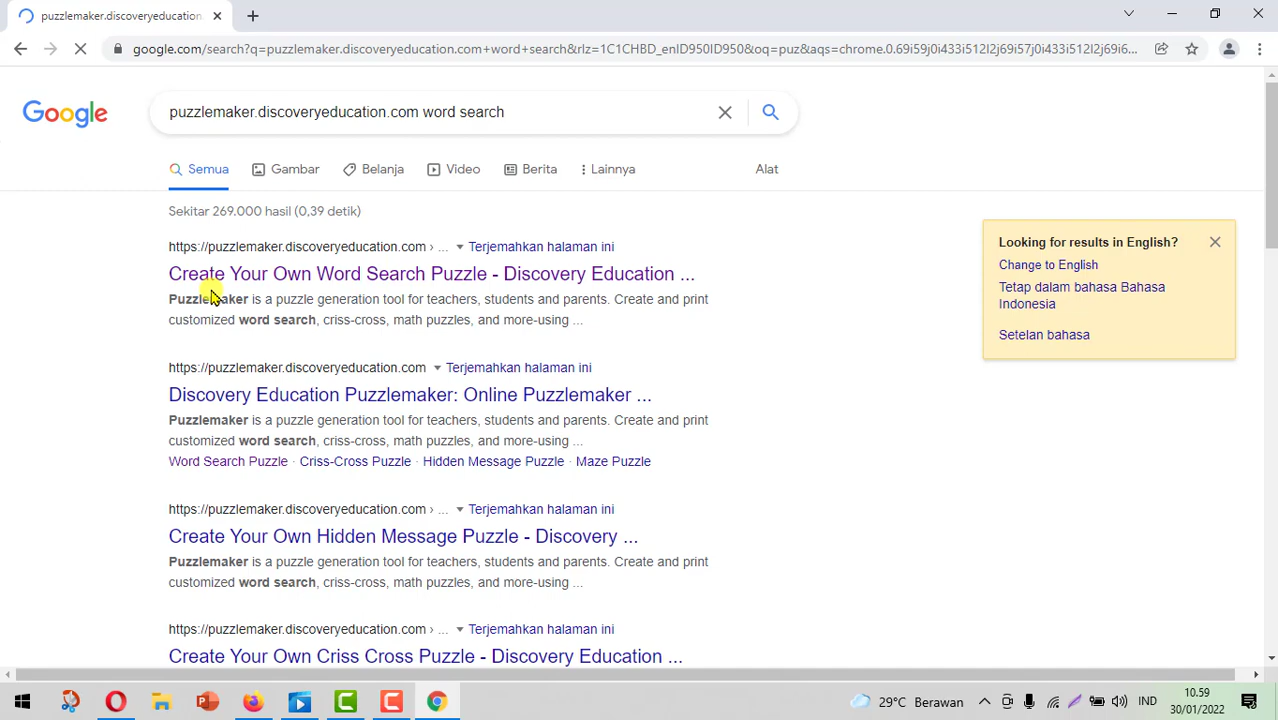 puzzlemaker.discoveryeducation.
google.com/search?q=puzzlemaker.discoveryeducation.com+word+search&rlz=1C1CHBD_enID950ID950&oq=puz&aqs=chrome.0.69i59j0i433i512l2j69i57j0i433i512l2j69i6...
Google
puzzlemaker.discoveryeducation.com word search
Semua Gambar Belanja Video Berita Lainnya Alat
Sekitar 269.000 hasil (0,39 detik)
https://puzzlemaker.discoveryeducation.com › ... Terjemahkan halaman ini
Create Your Own Word Search Puzzle - Discovery Education ...
Puzzlemaker is a puzzle generation tool for teachers, students and parents. Create and print
customized word search, criss-cross, math puzzles, and more-using ...
https://puzzlemaker.discoveryeducation.com Terjemahkan halaman ini
Discovery Education Puzzlemaker: Online Puzzlemaker ...
Puzzlemaker is a puzzle generation tool for teachers, students and parents. Create and print
customized word search, criss-cross, math puzzles, and more-using ...
Word Search Puzzle · Criss-Cross Puzzle · Hidden Message Puzzle · Maze Puzzle
https://puzzlemaker.discoveryeducation.com › ... Terjemahkan halaman ini
Create Your Own Hidden Message Puzzle - Discovery ...
Puzzlemaker is a puzzle generation tool for teachers, students and parents. Create and print
customized word search, criss-cross, math puzzles, and more-using ...
https://puzzlemaker.discoveryeducation.com › ... Terjemahkan halaman ini
Create Your Own Criss Cross Puzzle - Discovery Education ...
Looking for results in English?
Change to English
Tetap dalam bahasa Bahasa
Indonesia
Setelan bahasa
29°C Berawan
IND
10.59
30/01/2022